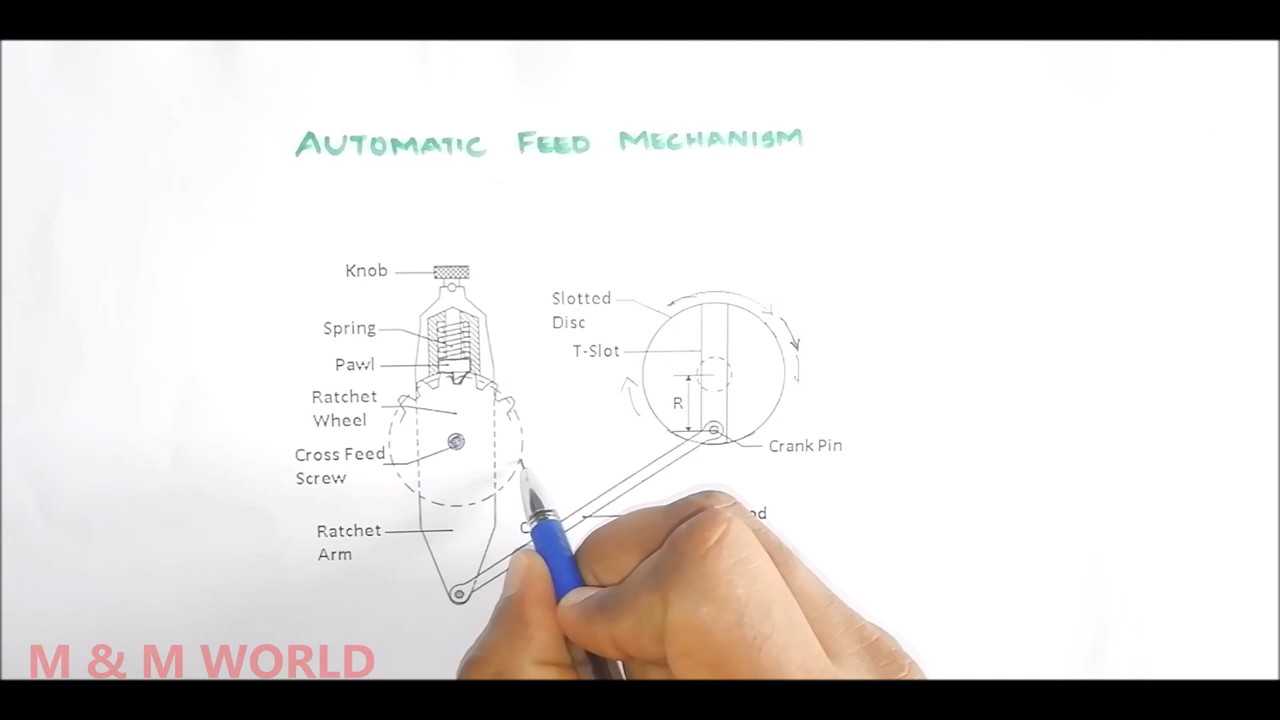 AUTOMATIC FEED MECHANISM
Knob
Spring
Pawl
Ratchet
Wheel
Cross Feed
Screw
Ratchet
Arm
Slotted
Disc
T-Slot
R
Crank Pin
M & M WORLD